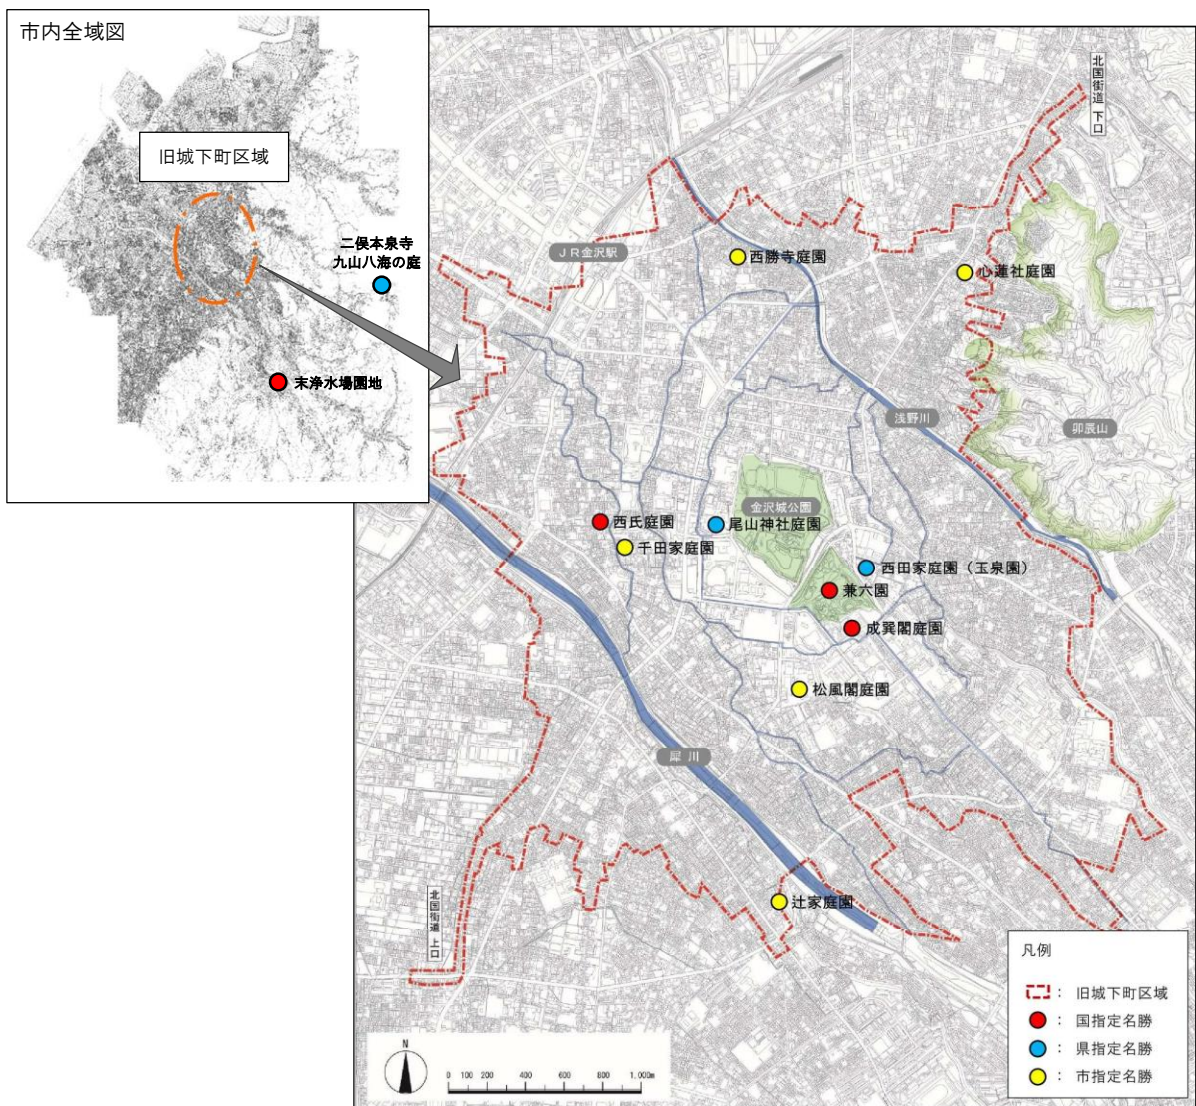 市内全域図
旧城下町区域
二俣本泉寺
九山八海の庭
末浄水場園地
北国街道 下口
JR金沢駅
西勝寺庭園
心蓮社庭園
浅野川
卯辰山
金沢城公園
西氏庭園
尾山神社庭園
千田家庭園
西田家庭園（玉泉園）
兼六園
成巽閣庭園
松風閣庭園
犀川
辻家庭園
北国街道 上口
凡例
： 旧城下町区域
： 国指定名勝
： 県指定名勝
： 市指定名勝
N
0 100 200 400 600 800 1,000m